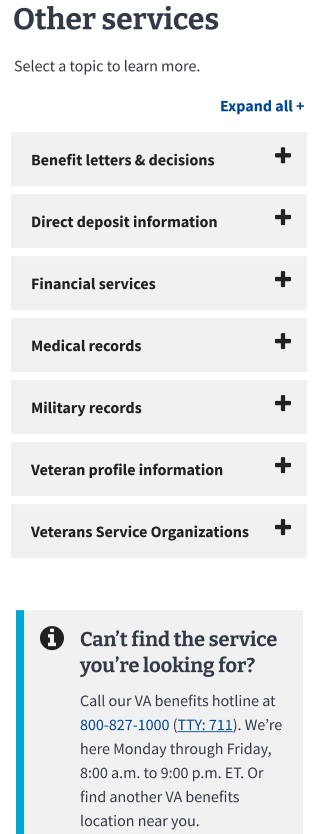 Other services
Select a topic to learn more.
Expand all +
Benefit letters & decisions
Direct deposit information
Financial services
Medical records
Military records
Veteran profile information
Veterans Service Organizations
Can’t find the service
you’re looking for?
Call our VA benefits hotline at
800-827-1000 (TTY: 711). We’re
here Monday through Friday,
8:00 a.m. to 9:00 p.m. ET. Or
find another VA benefits
location near you.